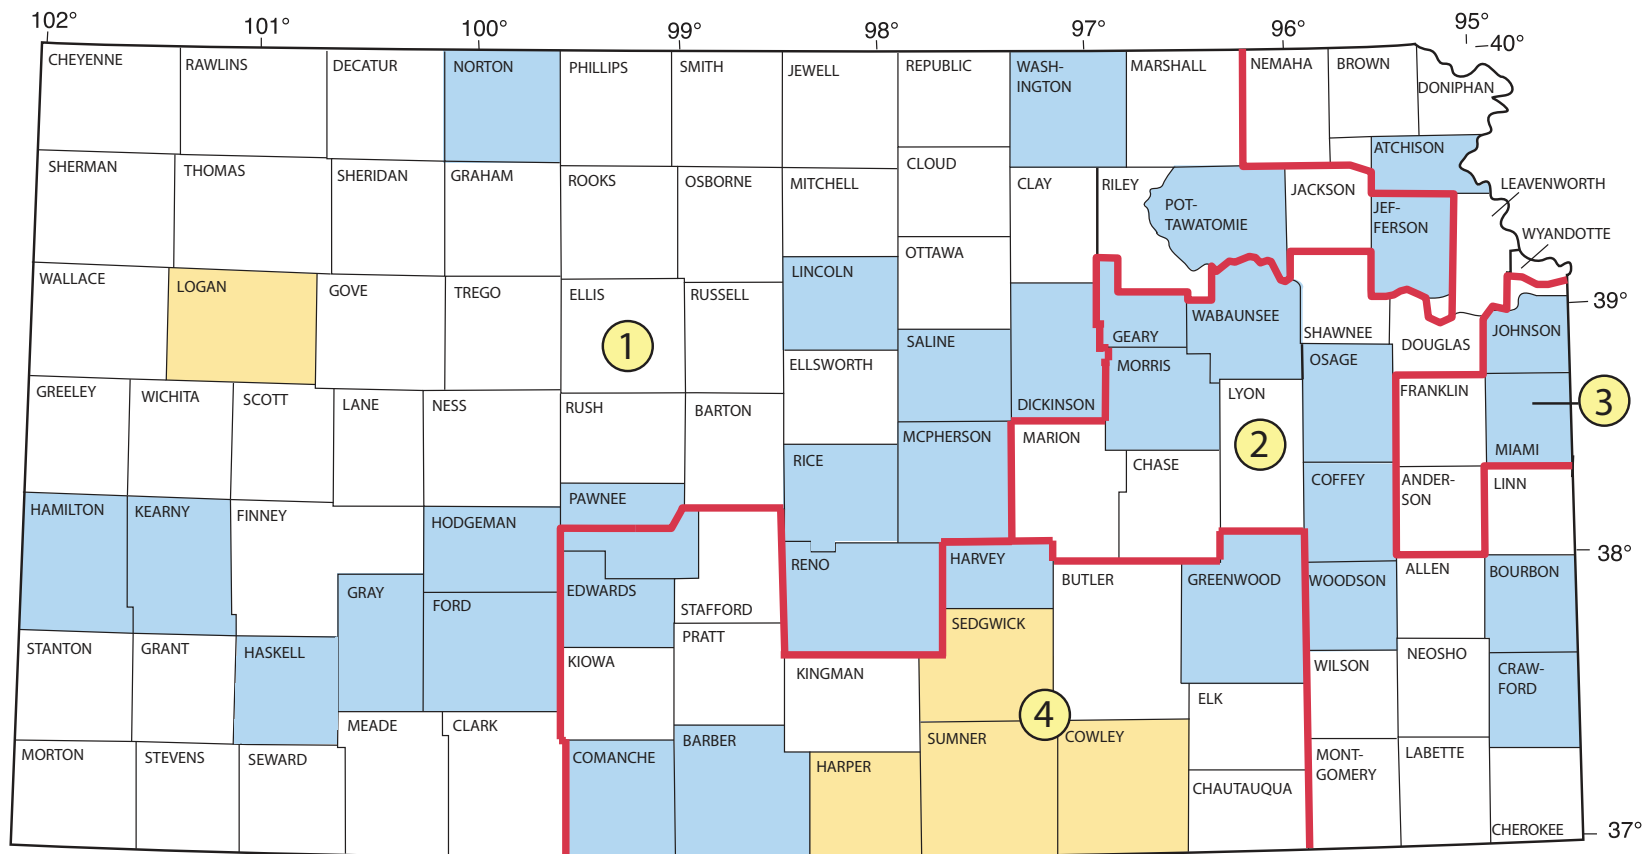 102°
101°
100°
99°
98°
97°
96°
95°
40°
CHEYENNE
RAWLINS
DECATUR
NORTON
PHILLIPS
SMITH
JEWELL
REPUBLIC
WASH-
INGTON
MARSHALL
NEMAHA
BROWN
DONIPHAN
ATCHISON
SHERMAN
THOMAS
SHERIDAN
GRAHAM
ROOKS
OSBORNE
MITCHELL
CLOUD
CLAY
RILEY
POT-
TAWATOMIE
JACKSON
JEF-
FERSON
LEAVENWORTH
WYANDOTTE
WALLACE
LOGAN
GOVE
TREGO
ELLIS
RUSSELL
LINCOLN
OTTAWA
39°
1
SALINE
ELLSWORTH
DICKINSON
GEARY
WABAUNSEE
MORRIS
SHAWNEE
OSAGE
DOUGLAS
JOHNSON
GREELEY
WICHITA
SCOTT
LANE
NESS
RUSH
BARTON
RICE
MCPHERSON
MARION
CHASE
LYON
2
COFFEY
FRANKLIN
MIAMI
3
ANDER-
SON
LINN
HAMILTON
KEARNY
FINNEY
HODGEMAN
PAWNEE
EDWARDS
STAFFORD
RENO
HARVEY
BUTLER
GREENWOOD
WOODSON
ALLEN
BOURBON
38°
GRAY
FORD
STANTON
GRANT
HASKELL
KIOWA
PRATT
KINGMAN
SEDGWICK
4
ELK
WILSON
NEOSHO
CRAW-
FORD
MEADE
CLARK
MORTON
STEVENS
SEWARD
COMANCHE
BARBER
HARPER
SUMNER
COWLEY
CHAUTAUQUA
MONT-
GOMERY
LABETTE
CHEROKEE
37°